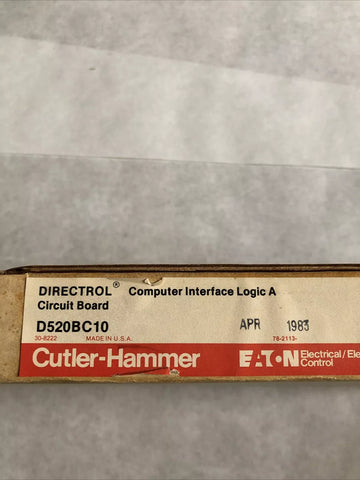 DIRECTROL® Computer Interface Logic A
Circuit Board
D520BC10 APR 1983
30-8222 MADE IN U.S.A. 78-2113-
Cutler-Hammer EATON Electrical/Ele
Control